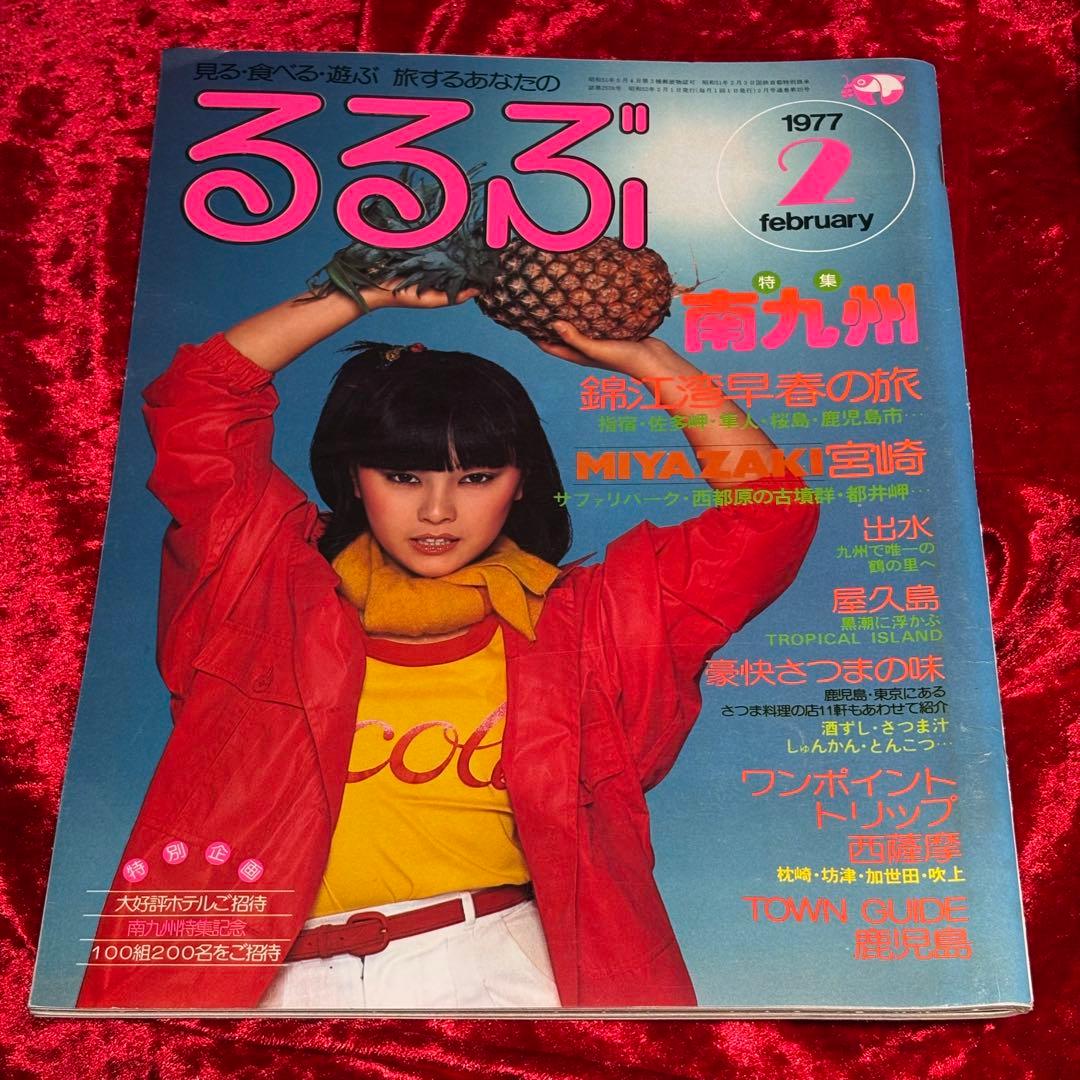 見る・食べる・遊ぶ 旅するあなたの
るるぶ
1977
2
february
特集
南九州
錦江湾早春の旅
指宿・佐多岬・隼人・桜島・鹿児島市…
MIYAZAKI宮崎
サファリパーク・西都原の古墳群・都井岬…
出水
九州で唯一の
鶴の里へ
屋久島
黒潮に浮かぶ
TROPICAL ISLAND
豪快さつまの味
鹿児島・東京にある
さつま料理の店11軒もあわせて紹介
酒ずし・さつま汁
しゅんかん・とんこつ…
ワンポイント
トリップ
西薩摩
枕崎・坊津・加世田・吹上
TOWN GUIDE
鹿児島
cola
特別企画
大好評ホテルご招待
南九州特集記念
100組200名をご招待